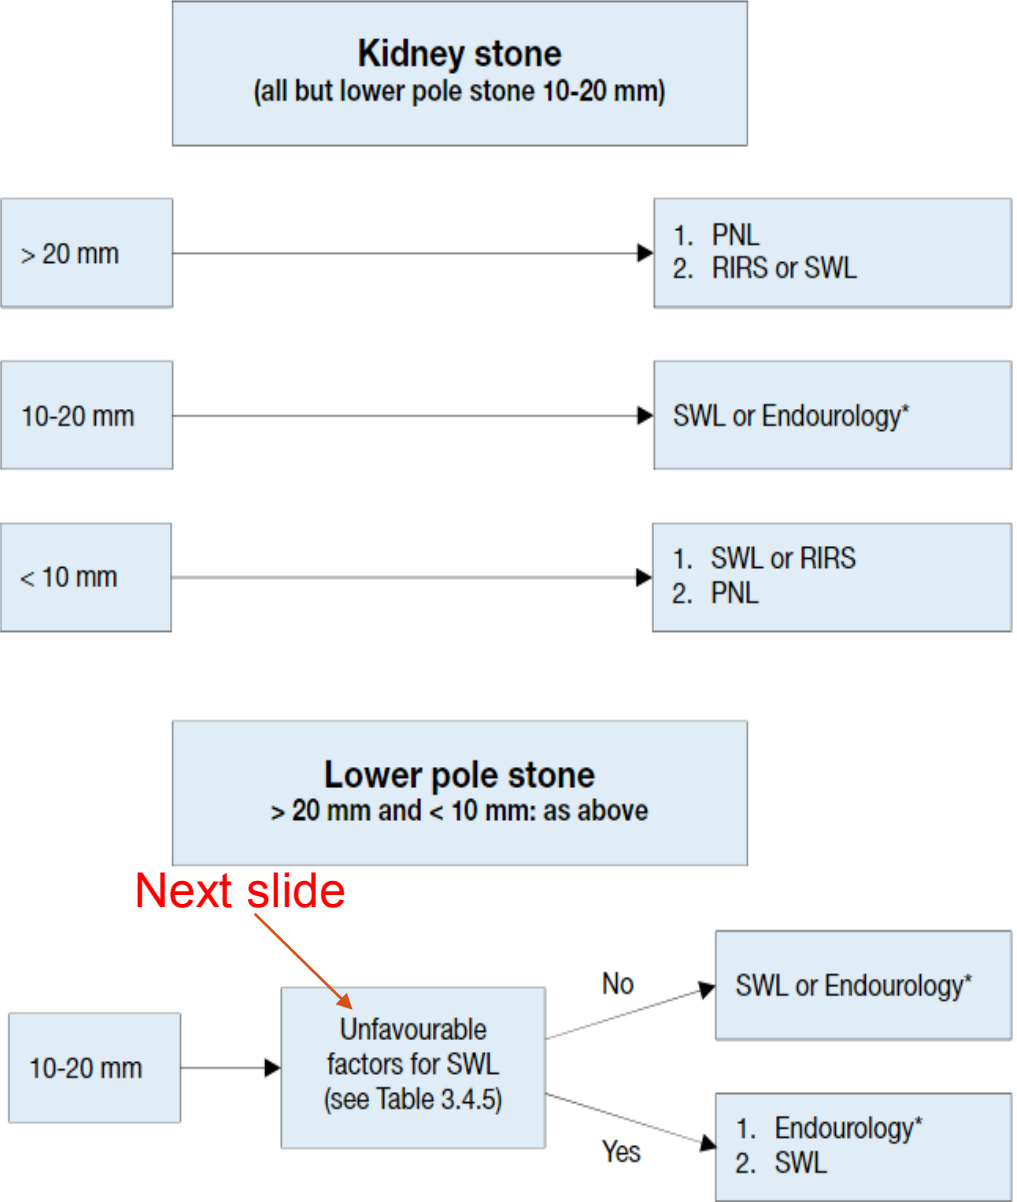 Kidney stone
(all but lower pole stone 10-20 mm)
> 20 mm
1. PNL
2. RIRS or SWL
10-20 mm
SWL or Endourology*
< 10 mm
1. SWL or RIRS
2. PNL
Lower pole stone
> 20 mm and < 10 mm: as above
Next slide
10-20 mm
Unfavourable
factors for SWL
(see Table 3.4.5)
No
SWL or Endourology*
Yes
1. Endourology*
2. SWL